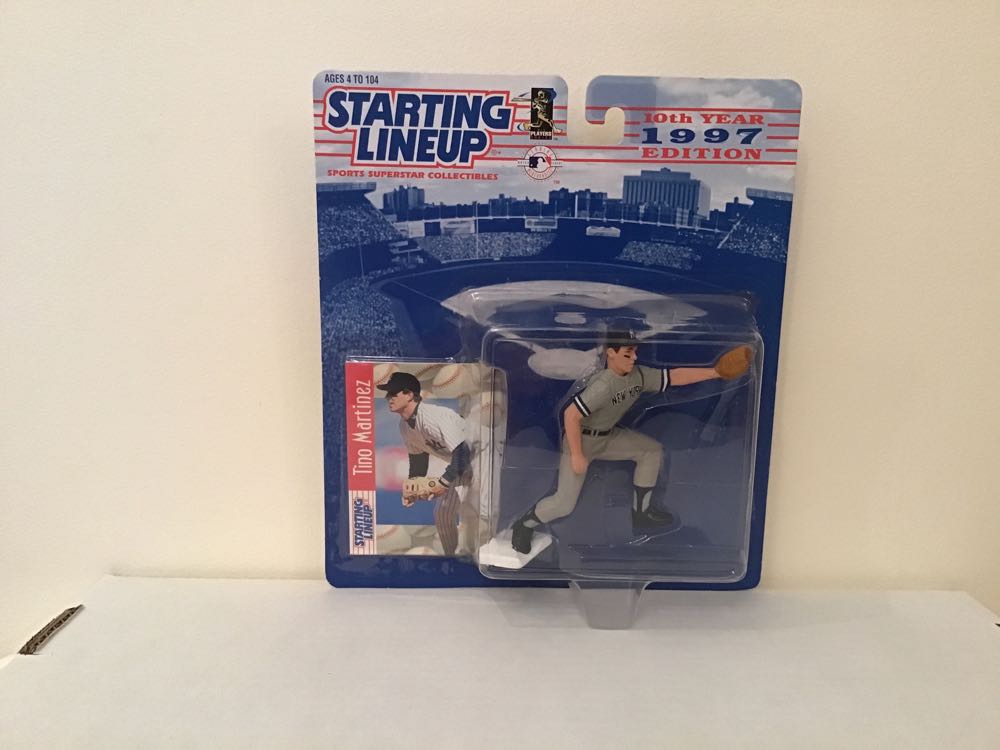 AGES 4 TO 104
STARTING
LINEUP
SPORTS SUPERSTAR COLLECTIBLES
PLAYERS
10th YEAR
1997
EDITION
Tino Martinez
STARTING
LINEUP
NEW YORK